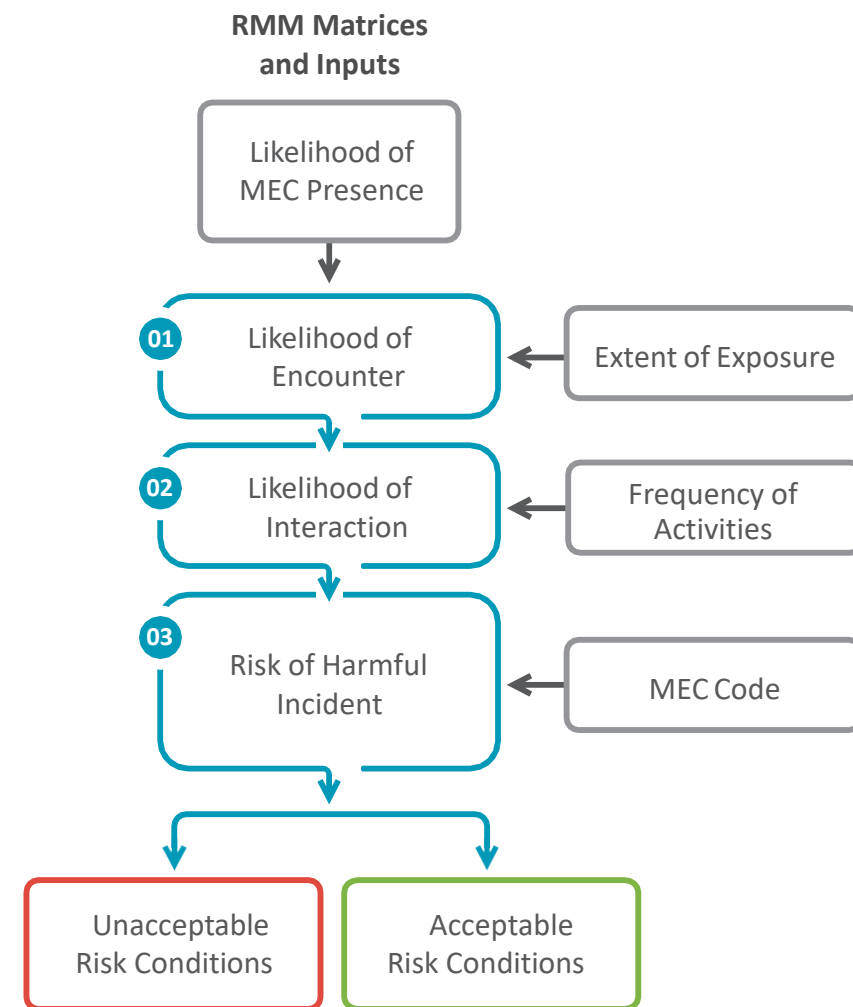 RMM Matrices
and Inputs
Likelihood of
MEC Presence
01
Likelihood of
Encounter
Extent of Exposure
02
Likelihood of
Interaction
Frequency of
Activities
03
Risk of Harmful
Incident
MEC Code
Unacceptable
Risk Conditions
Acceptable
Risk Conditions